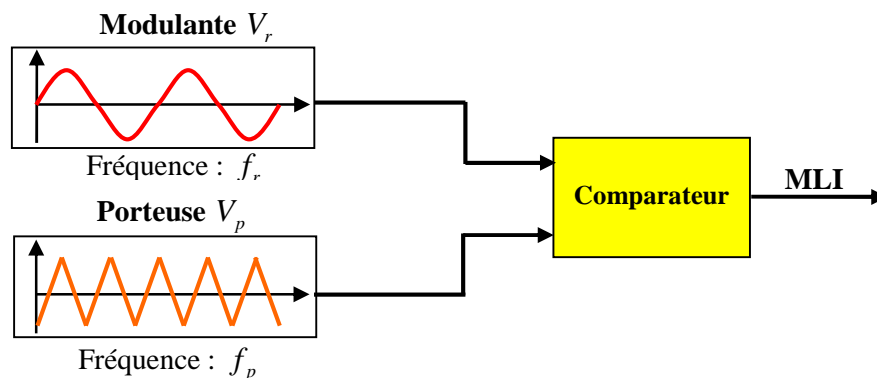 Modulante V_r
Fréquence : f_r
Porteuse V_p
Fréquence : f_p
Comparateur
MLI